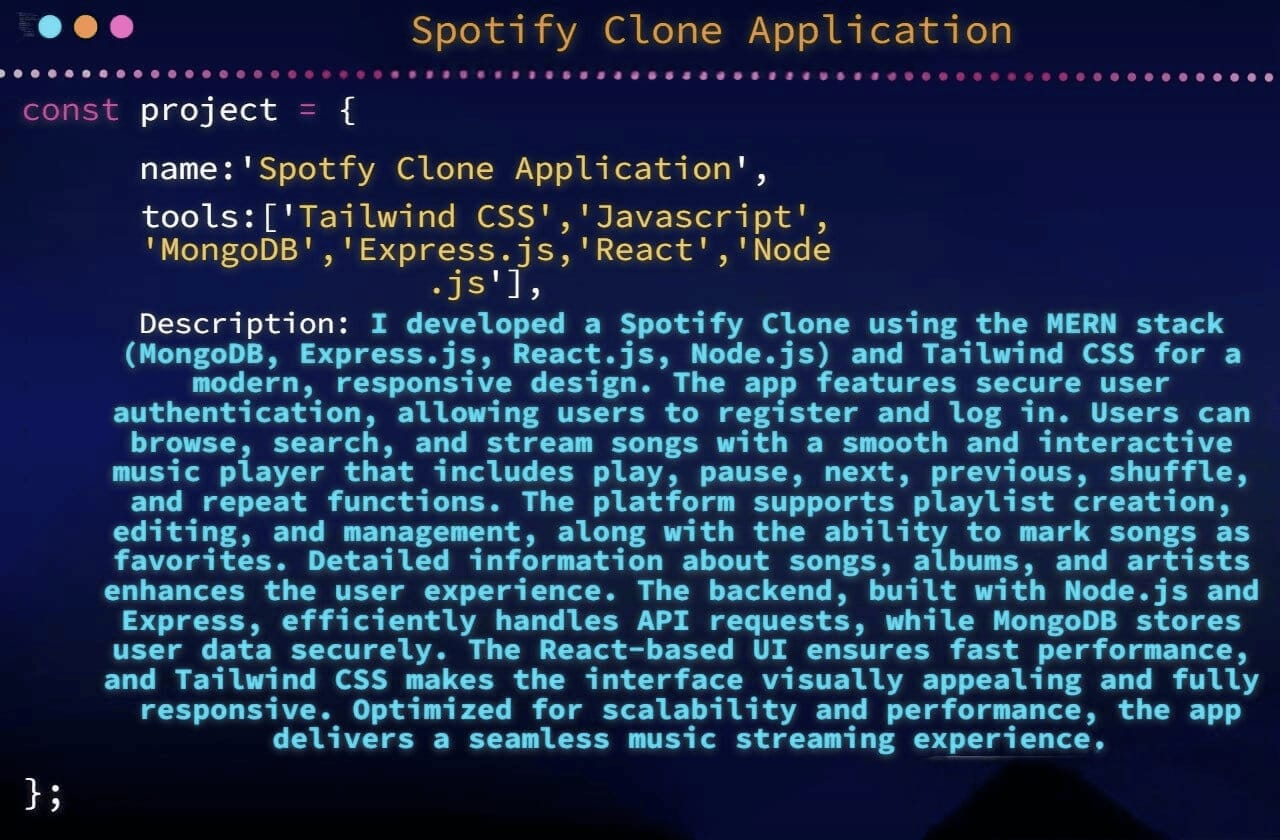 Spotify Clone Application
const project = {
name:'Spotfy Clone Application',
tools:['Tailwind CSS','Javascript',
'MongoDB','Express.js,'React','Node
.js'],
Description: I developed a Spotify Clone using the MERN stack
(MongoDB, Express.js, React.js, Node.js) and Tailwind CSS for a
modern, responsive design. The app features secure user
authentication, allowing users to register and log in. Users can
browse, search, and stream songs with a smooth and interactive
music player that includes play, pause, next, previous, shuffle,
and repeat functions. The platform supports playlist creation,
editing, and management, along with the ability to mark songs as
favorites. Detailed information about songs, albums, and artists
enhances the user experience. The backend, built with Node.js and
Express, efficiently handles API requests, while MongoDB stores
user data securely. The React-based UI ensures fast performance,
and Tailwind CSS makes the interface visually appealing and fully
responsive. Optimized for scalability and performance, the app
delivers a seamless music streaming experience.
};